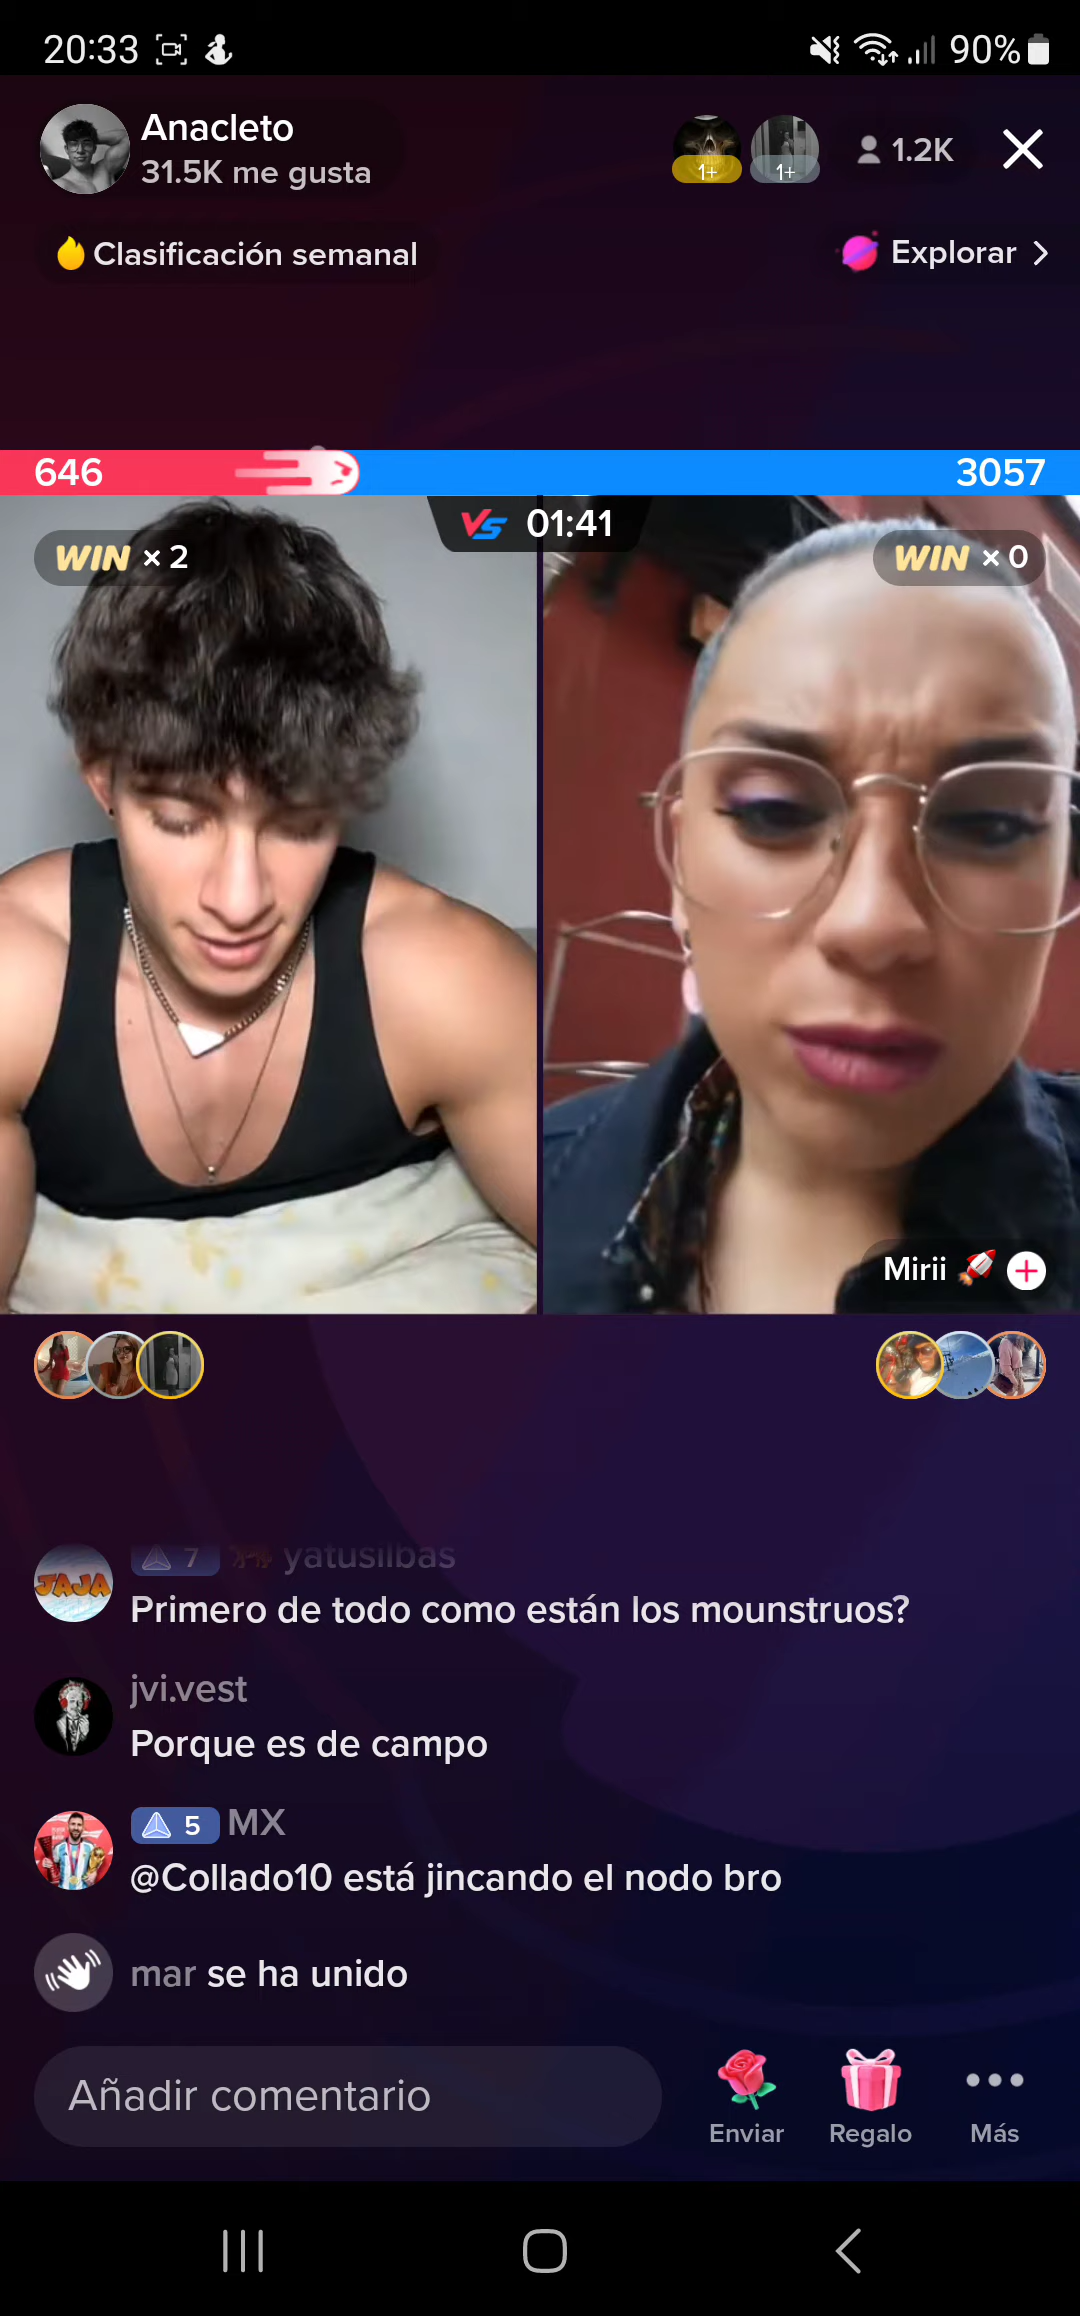 20:33
90%
Anacleto
31.5K me gusta
1+
1+
1.2K
Clasificación semanal
Explorar
646
3057
VS 01:41
WIN × 2
WIN × 0
Mirii
7 yatusilbas
JAJA
Primero de todo como están los mounstruos?
jvi.vest
Porque es de campo
5 MX
@Collado10 está jincando el nodo bro
mar se ha unido
Añadir comentario
Enviar
Regalo
Más